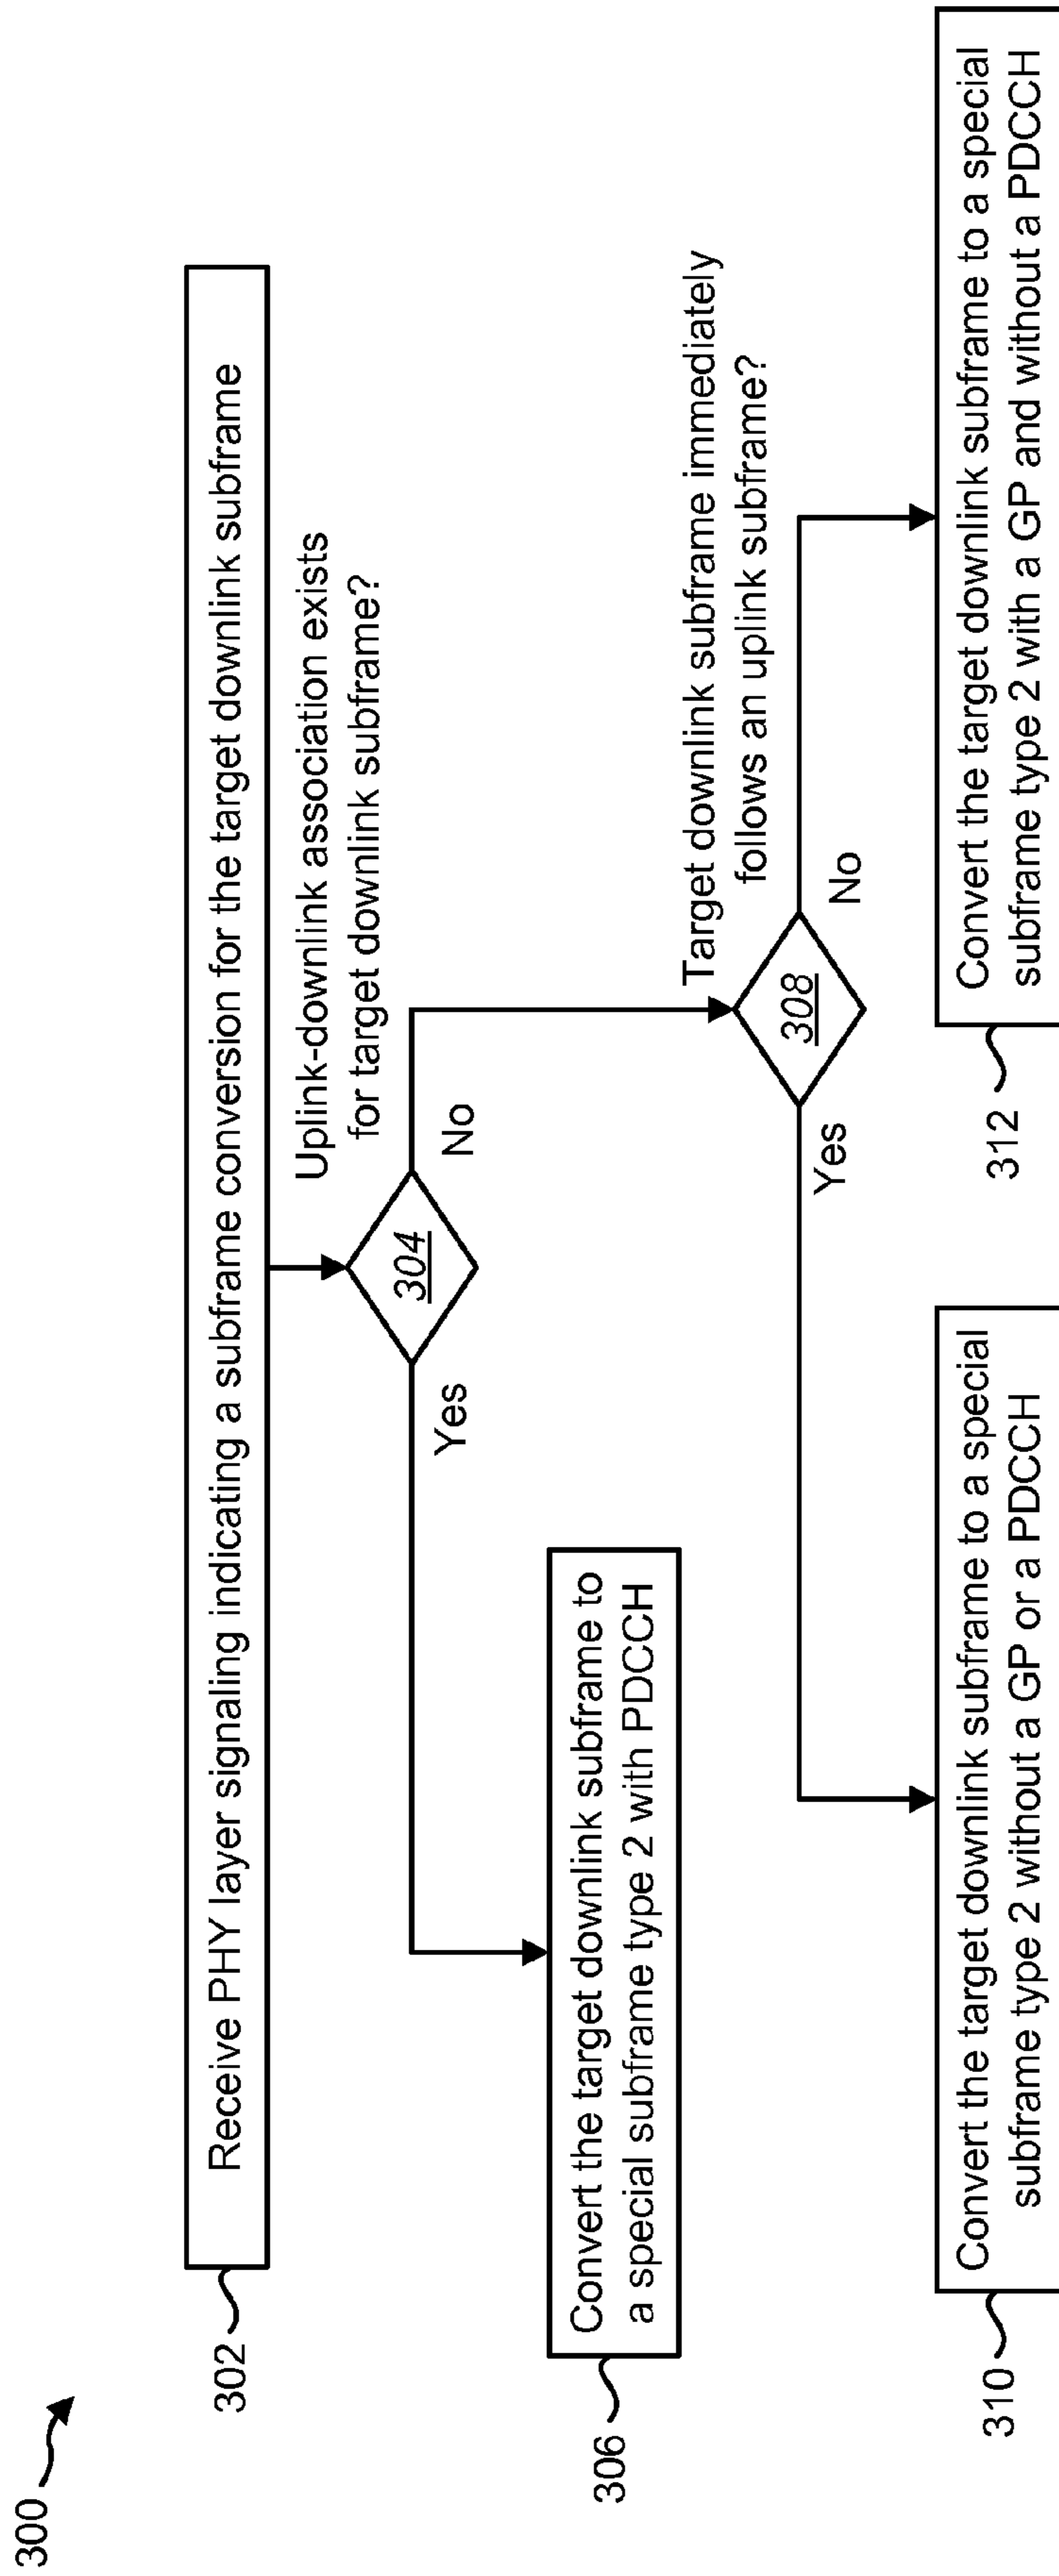 300
302
Receive PHY layer signaling indicating a subframe conversion for the target downlink subframe
Uplink-downlink association exists
for target downlink subframe?
304
Yes
No
306
Convert the target downlink subframe to
a special subframe type 2 with PDCCH
Target downlink subframe immediately
follows an uplink subframe?
308
Yes
No
310
Convert the target downlink subframe to a special
subframe type 2 without a GP or a PDCCH
312
Convert the target downlink subframe to a special
subframe type 2 with a GP and without a PDCCH